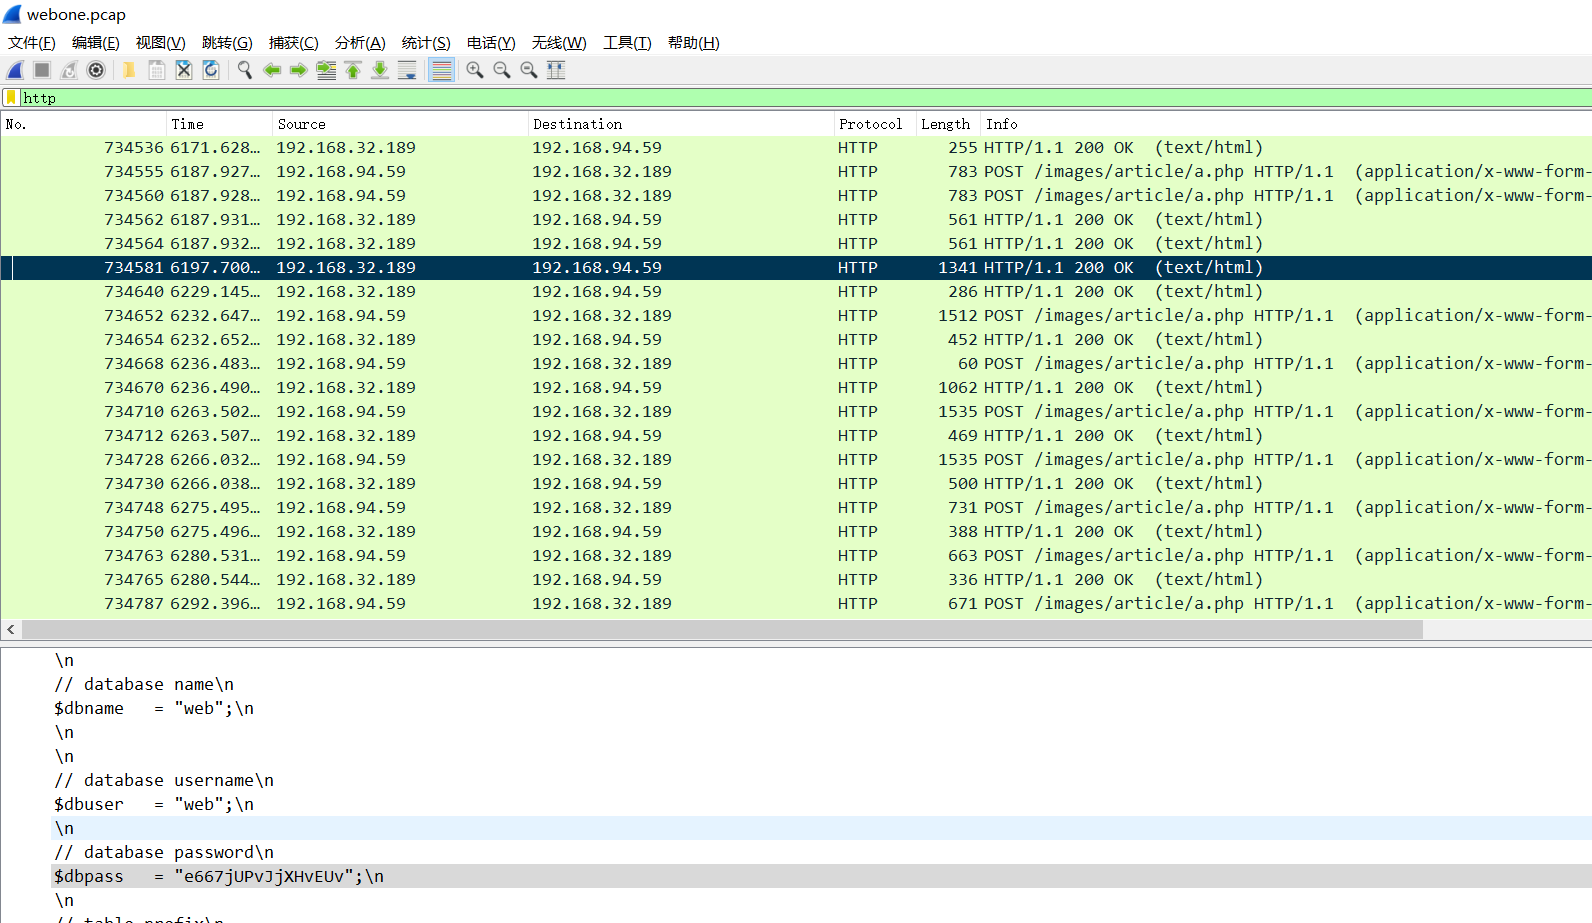 webone.pcap
文件(F) 编辑(E) 视图(V) 跳转(G) 捕获(C) 分析(A) 统计(S) 电话(Y) 无线(W) 工具(T) 帮助(H)
http
No. Time Source Destination Protocol Length Info
734536 6171.628… 192.168.32.189 192.168.94.59 HTTP 255 HTTP/1.1 200 OK (text/html)
734555 6187.927… 192.168.94.59 192.168.32.189 HTTP 783 POST /images/article/a.php HTTP/1.1 (application/x-www-form-
734560 6187.928… 192.168.94.59 192.168.32.189 HTTP 783 POST /images/article/a.php HTTP/1.1 (application/x-www-form-
734562 6187.931… 192.168.32.189 192.168.94.59 HTTP 561 HTTP/1.1 200 OK (text/html)
734564 6187.932… 192.168.32.189 192.168.94.59 HTTP 561 HTTP/1.1 200 OK (text/html)
734581 6197.700… 192.168.32.189 192.168.94.59 HTTP 1341 HTTP/1.1 200 OK (text/html)
734640 6229.145… 192.168.32.189 192.168.94.59 HTTP 286 HTTP/1.1 200 OK (text/html)
734652 6232.647… 192.168.94.59 192.168.32.189 HTTP 1512 POST /images/article/a.php HTTP/1.1 (application/x-www-form-
734654 6232.652… 192.168.32.189 192.168.94.59 HTTP 452 HTTP/1.1 200 OK (text/html)
734668 6236.483… 192.168.94.59 192.168.32.189 HTTP 60 POST /images/article/a.php HTTP/1.1 (application/x-www-form-
734670 6236.490… 192.168.32.189 192.168.94.59 HTTP 1062 HTTP/1.1 200 OK (text/html)
734710 6263.502… 192.168.94.59 192.168.32.189 HTTP 1535 POST /images/article/a.php HTTP/1.1 (application/x-www-form-
734712 6263.507… 192.168.32.189 192.168.94.59 HTTP 469 HTTP/1.1 200 OK (text/html)
734728 6266.032… 192.168.94.59 192.168.32.189 HTTP 1535 POST /images/article/a.php HTTP/1.1 (application/x-www-form-
734730 6266.038… 192.168.32.189 192.168.94.59 HTTP 500 HTTP/1.1 200 OK (text/html)
734748 6275.495… 192.168.94.59 192.168.32.189 HTTP 731 POST /images/article/a.php HTTP/1.1 (application/x-www-form-
734750 6275.496… 192.168.32.189 192.168.94.59 HTTP 388 HTTP/1.1 200 OK (text/html)
734763 6280.531… 192.168.94.59 192.168.32.189 HTTP 663 POST /images/article/a.php HTTP/1.1 (application/x-www-form-
734765 6280.544… 192.168.32.189 192.168.94.59 HTTP 336 HTTP/1.1 200 OK (text/html)
734787 6292.396… 192.168.94.59 192.168.32.189 HTTP 671 POST /images/article/a.php HTTP/1.1 (application/x-www-form-
\n
// database name\n
$dbname = "web";\n
\n
\n
// database username\n
$dbuser = "web";\n
\n
// database password\n
$dbpass = "e667jUPvJjXHvEUv";\n
\n
// table prefix\n